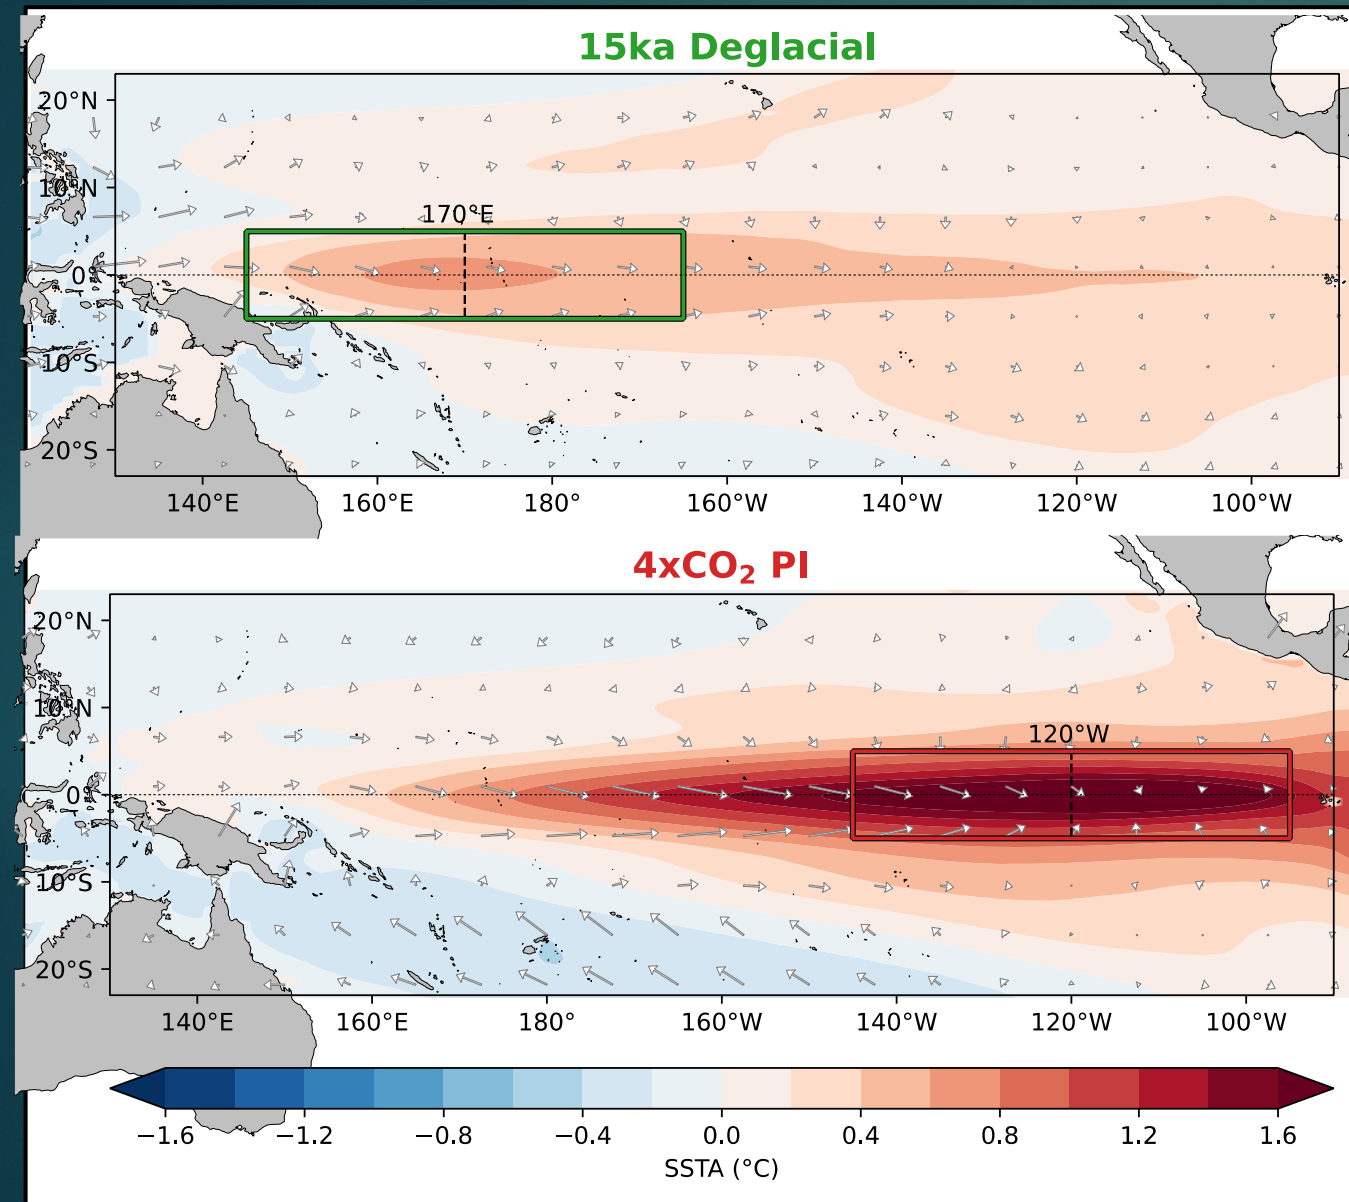 15ka Deglacial
20°N
10°N
170°E
0°
10°S
20°S
140°E 160°E 180° 160°W 140°W 120°W 100°W
4xCO₂ PI
20°N
10°N
120°W
0°
10°S
20°S
140°E 160°E 180° 160°W 140°W 120°W 100°W
−1.6 −1.2 −0.8 −0.4 0.0 0.4 0.8 1.2 1.6
SSTA (°C)